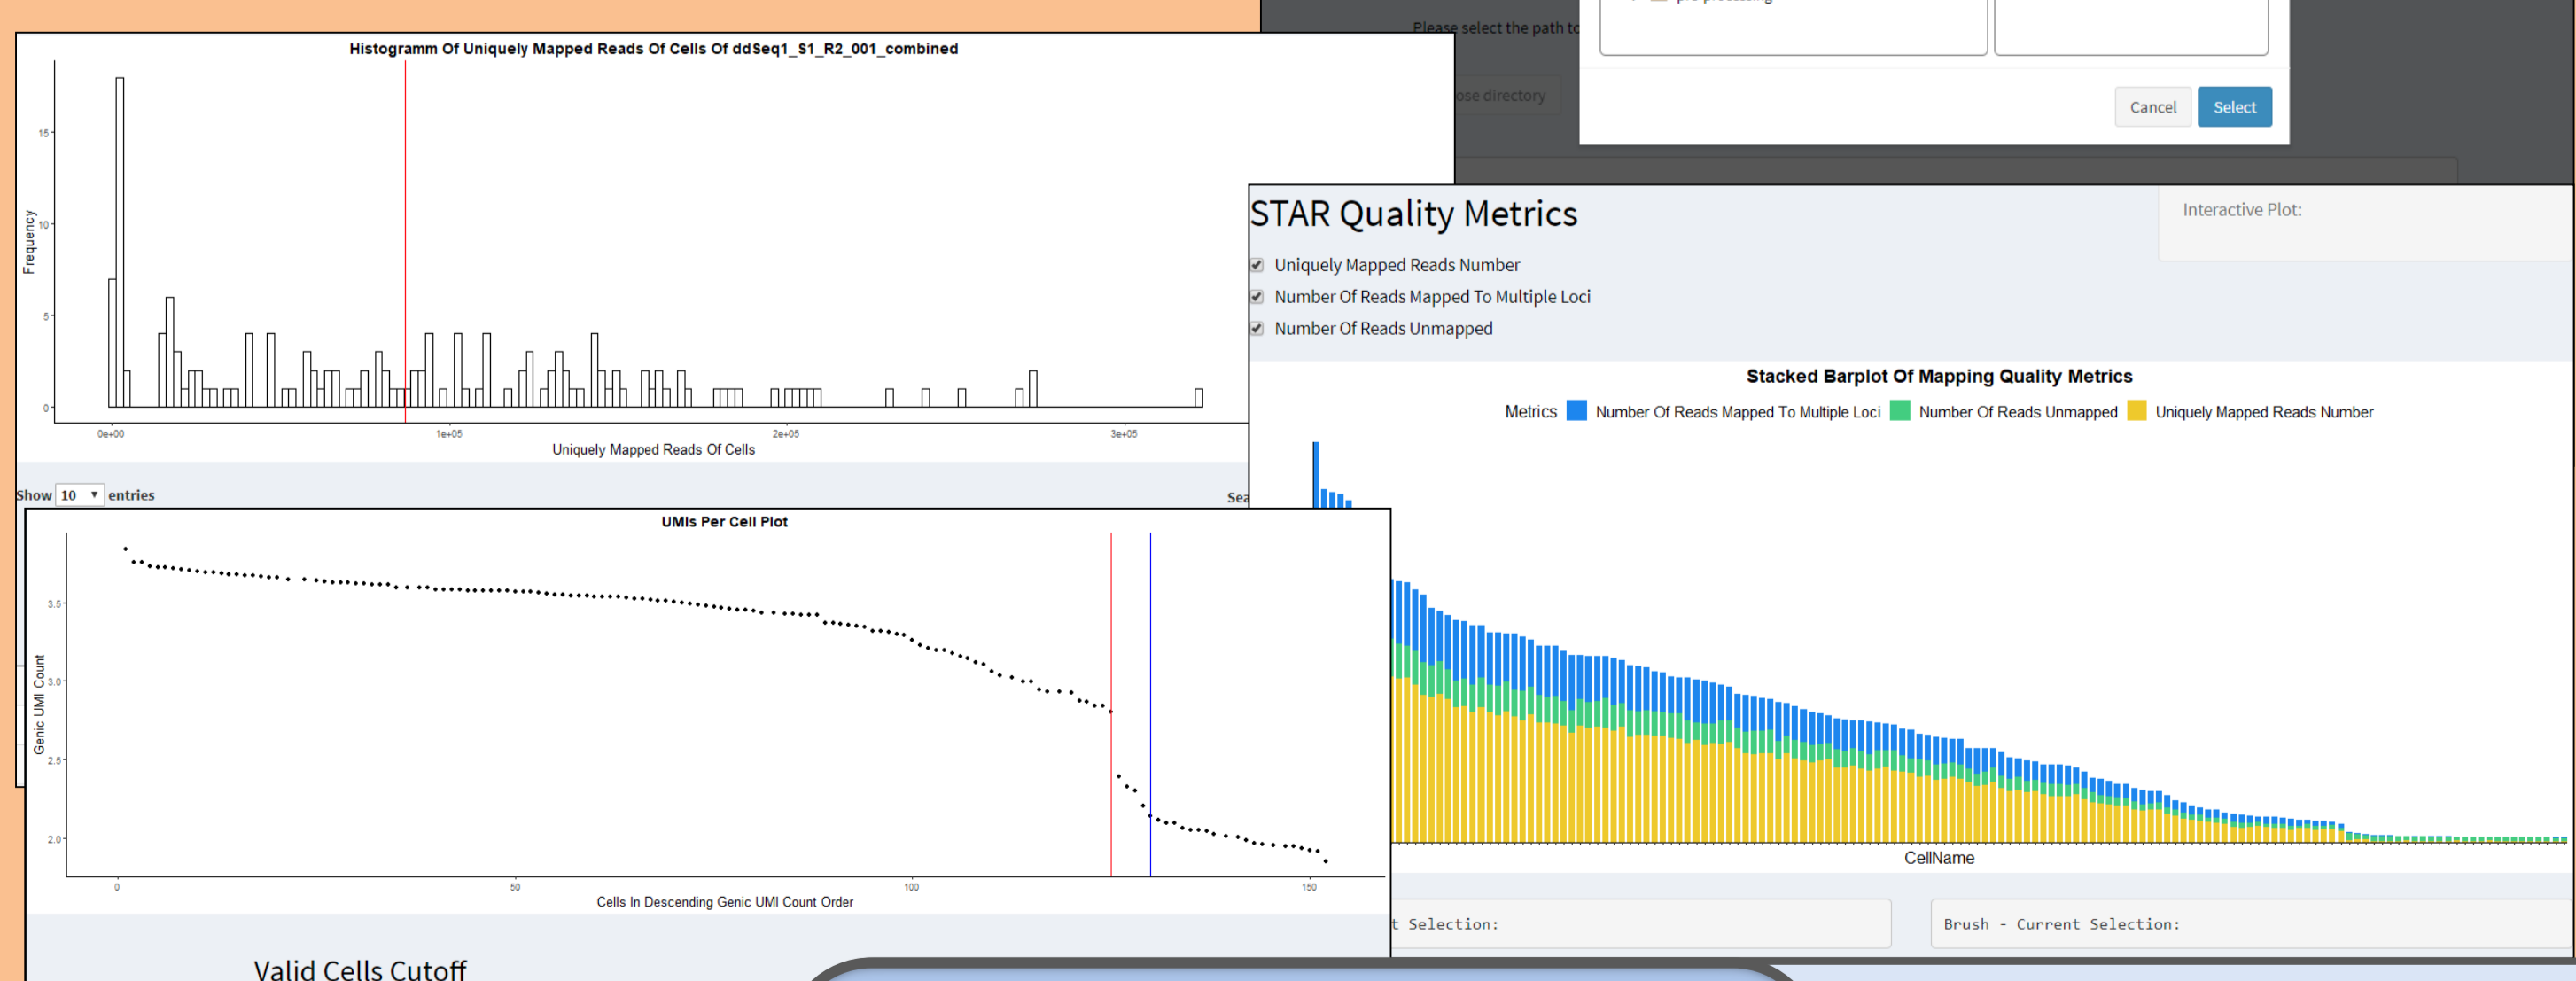 Please select the path to
ose directory
Cancel
Select
Histogramm Of Uniquely Mapped Reads Of Cells Of ddSeq1_S1_R2_001_combined
Frequency
15
10
5
0
0e+00
1e+05
2e+05
3e+05
Uniquely Mapped Reads Of Cells
Show 10 entries
STAR Quality Metrics
Interactive Plot:
Uniquely Mapped Reads Number
Number Of Reads Mapped To Multiple Loci
Number Of Reads Unmapped
Stacked Barplot Of Mapping Quality Metrics
Metrics Number Of Reads Mapped To Multiple Loci Number Of Reads Unmapped Uniquely Mapped Reads Number
CellName
t Selection:
Brush - Current Selection:
UMIs Per Cell Plot
Genic UMI Count
3.5
3.0
2.5
2.0
0
50
100
150
Cells In Descending Genic UMI Count Order
Valid Cells Cutoff